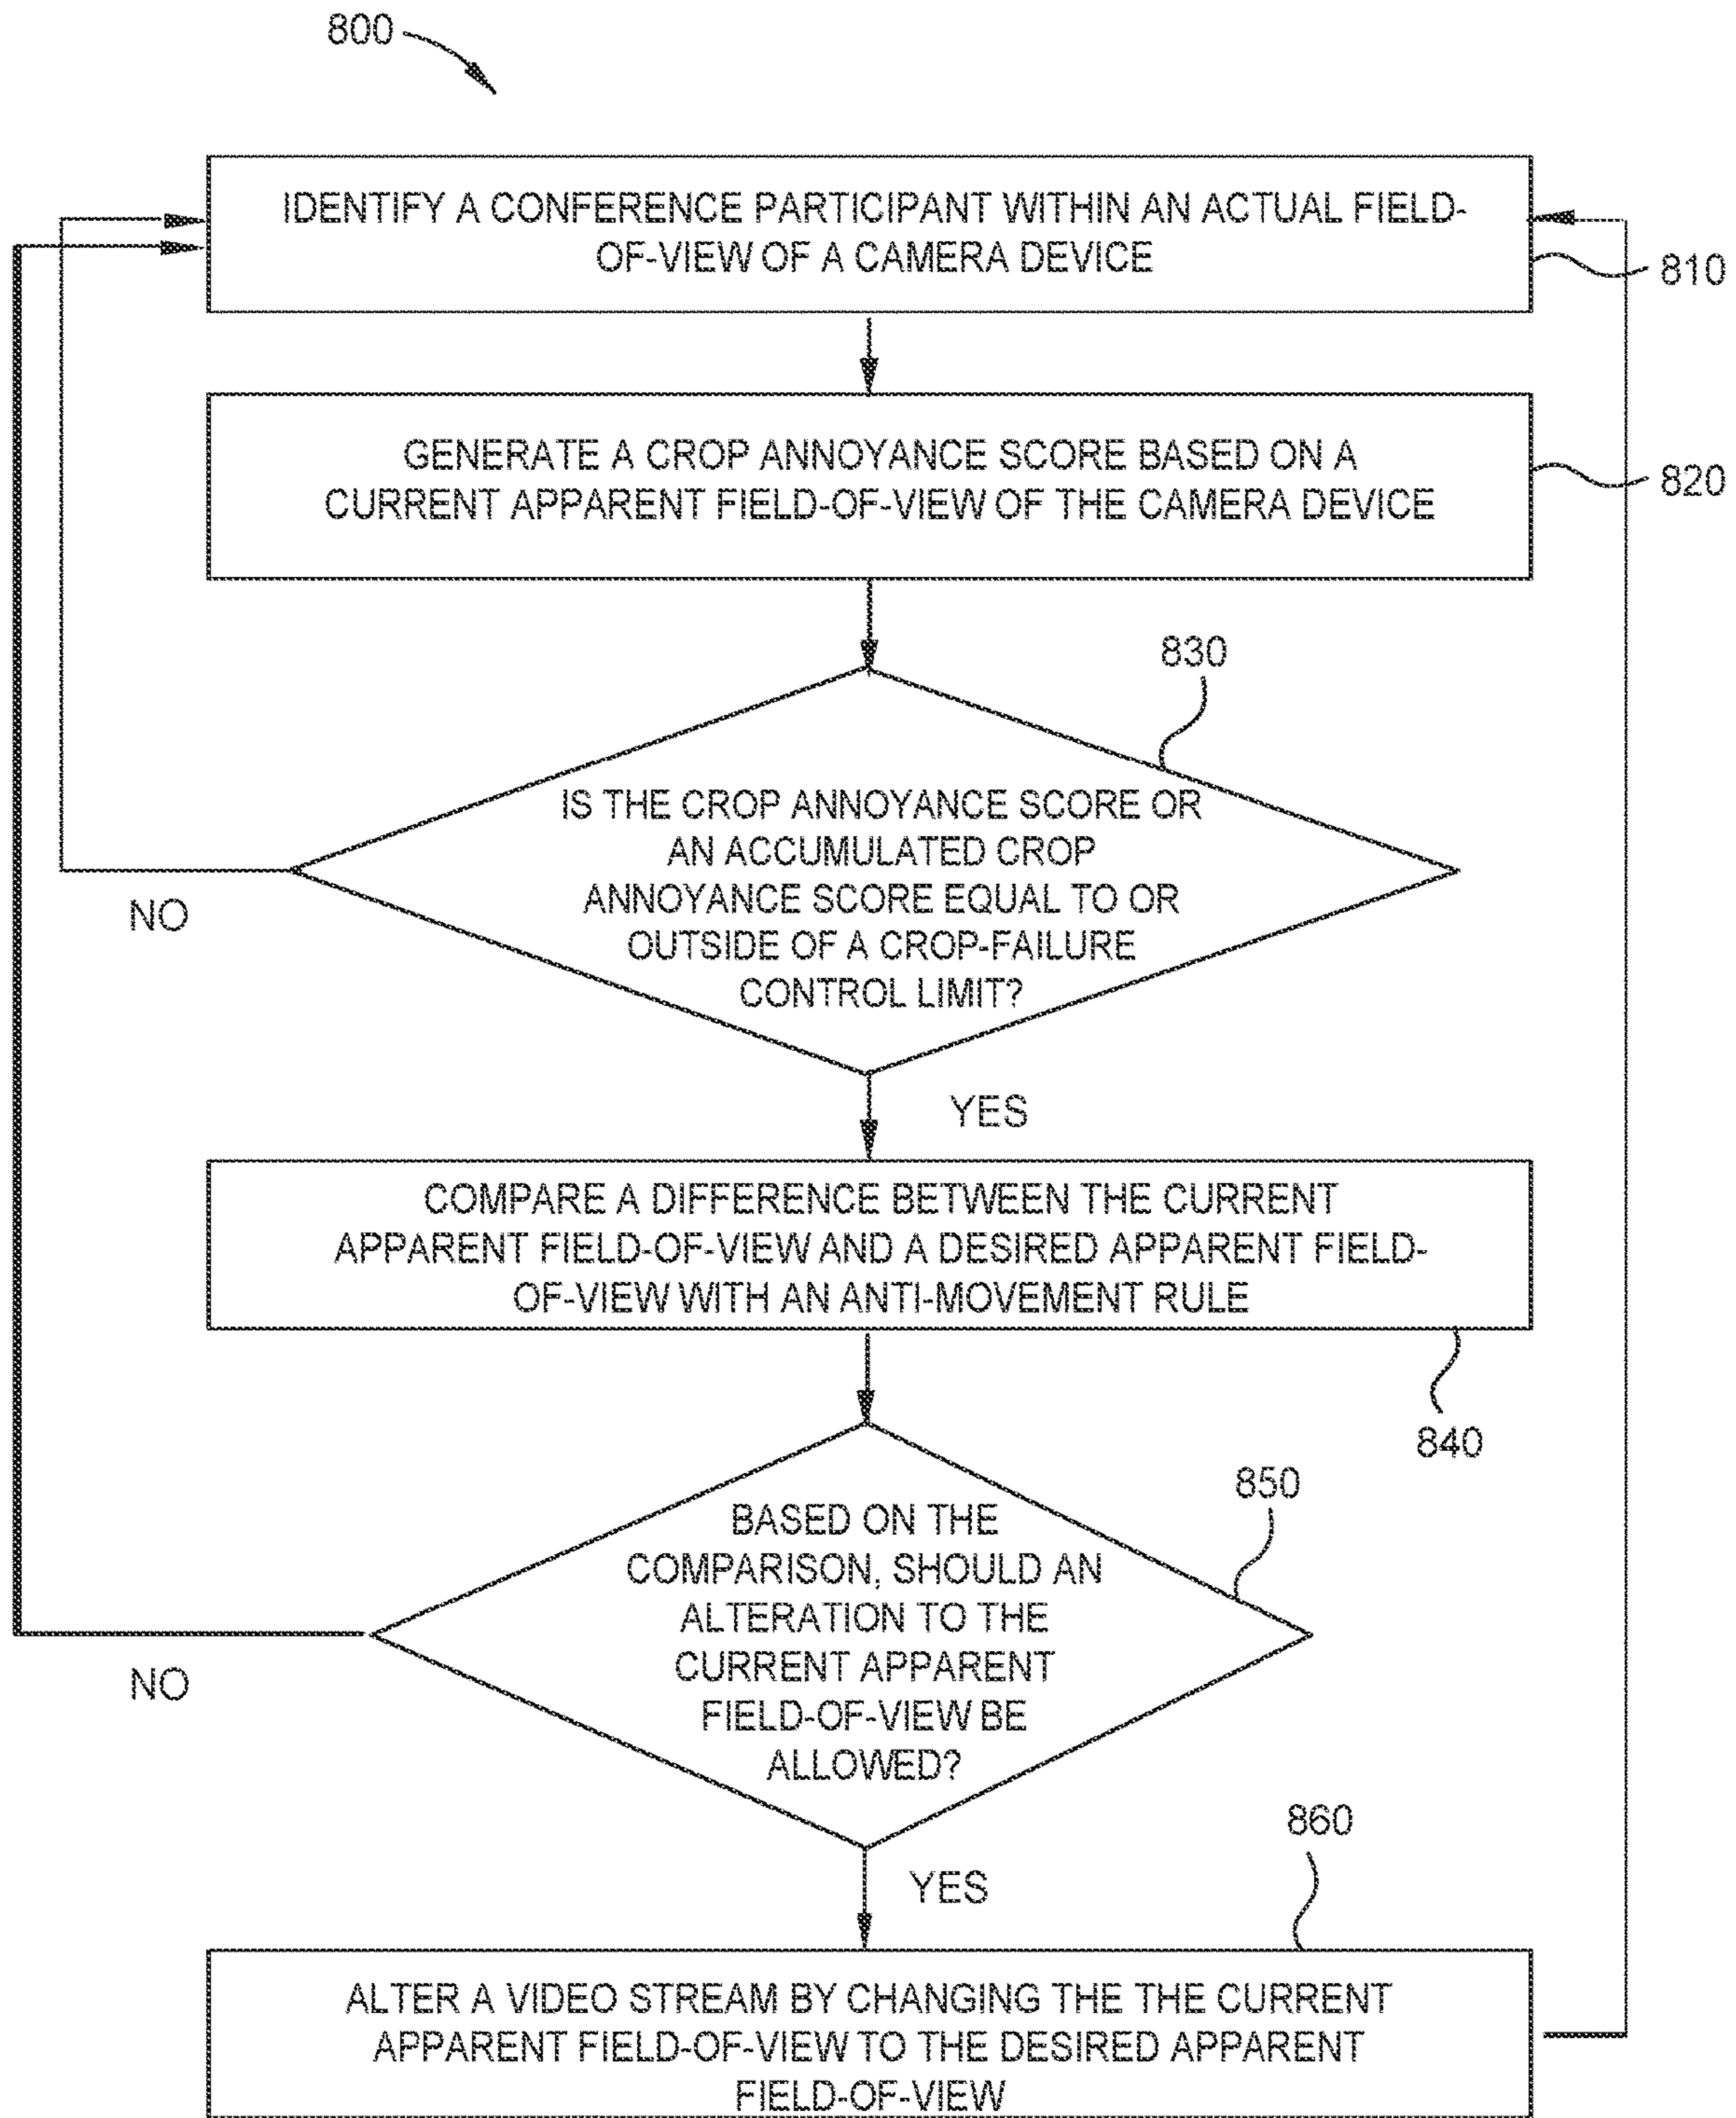 800
IDENTIFY A CONFERENCE PARTICIPANT WITHIN AN ACTUAL FIELD-
OF-VIEW OF A CAMERA DEVICE
810
GENERATE A CROP ANNOYANCE SCORE BASED ON A
CURRENT APPARENT FIELD-OF-VIEW OF THE CAMERA DEVICE
820
830
IS THE CROP ANNOYANCE SCORE OR
AN ACCUMULATED CROP
ANNOYANCE SCORE EQUAL TO OR
OUTSIDE OF A CROP-FAILURE
CONTROL LIMIT?
NO
YES
COMPARE A DIFFERENCE BETWEEN THE CURRENT
APPARENT FIELD-OF-VIEW AND A DESIRED APPARENT FIELD-
OF-VIEW WITH AN ANTI-MOVEMENT RULE
840
850
BASED ON THE
COMPARISON, SHOULD AN
ALTERATION TO THE
CURRENT APPARENT
FIELD-OF-VIEW BE
ALLOWED?
NO
YES
860
ALTER A VIDEO STREAM BY CHANGING THE THE CURRENT
APPARENT FIELD-OF-VIEW TO THE DESIRED APPARENT
FIELD-OF-VIEW